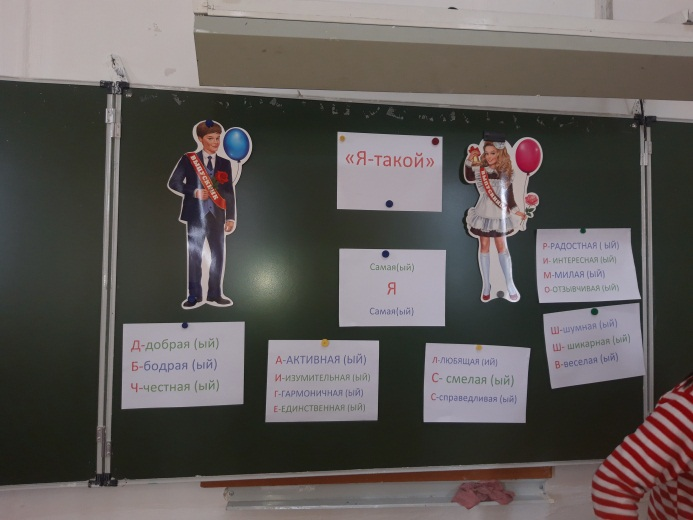 «Я-такой»
ВЫПУСКНИК
Самая(ый)
Я
Самая(ый)
Р-РАДОСТНАЯ ( ЫЙ)
И- ИНТЕРЕСНАЯ (ЫЙ)
М-МИЛАЯ (ЫЙ)
О-ОТЗЫВЧИВАЯ (ЫЙ)
Д-добрая (ый)
Б-бодрая (ый)
Ч-честная (ый)
А-АКТИВНАЯ (ЫЙ)
И-ИЗУМИТЕЛЬНАЯ (ЫЙ)
Г-ГАРМОНИЧНАЯ (ЫЙ)
Е-ЕДИНСТВЕННАЯ (ЫЙ)
Л-ЛЮБЯЩАЯ (ИЙ)
С- смелая (ый)
С-справедливая (ый)
Ш-шумная (ый)
Ш- шикарная (ый)
В-веселая (ый)